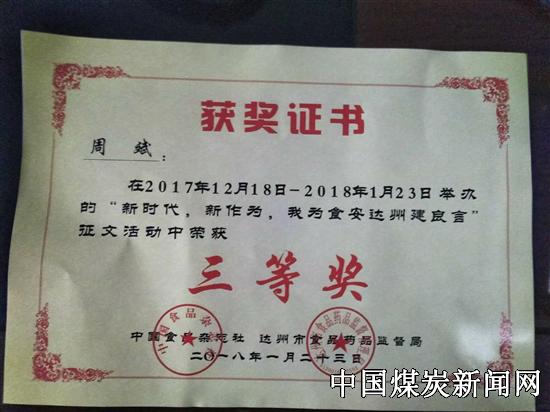 获奖证书
周斌：
在2017年12月18日-2018年1月23日举办
的“新时代，新作为，我为食安达州建良言”
征文活动中荣获
三等奖
中国食品杂志社 达州市食品药品监督局
二〇一八年一月二十三日
中国煤炭新闻网